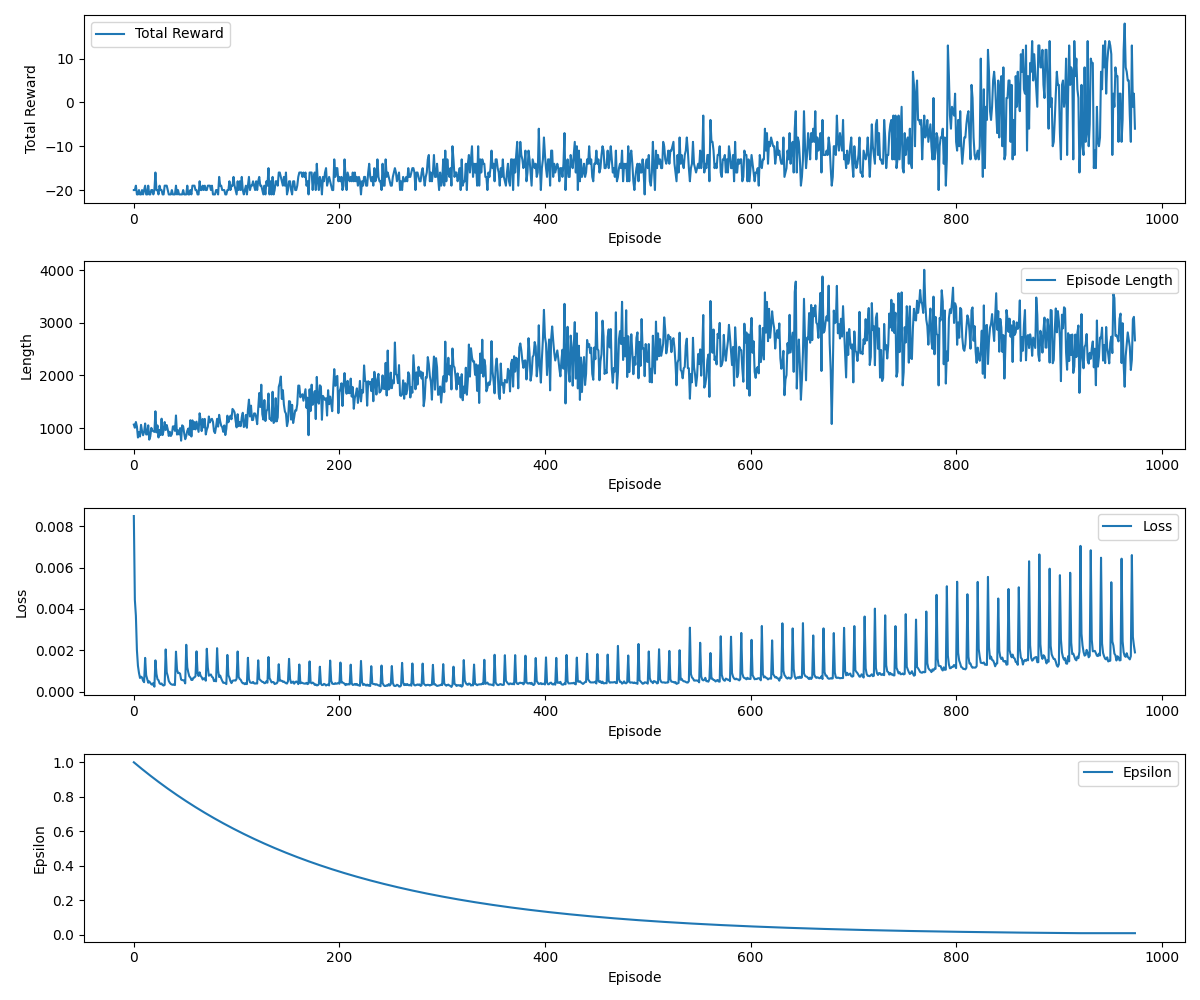 Total Reward
10
0
−10
−20
Total Reward
0 200 400 600 800 1000
Episode
Episode Length
4000
3000
2000
1000
Length
0 200 400 600 800 1000
Episode
Loss
0.008
0.006
0.004
0.002
0.000
Loss
0 200 400 600 800 1000
Episode
Epsilon
1.0
0.8
0.6
0.4
0.2
0.0
Epsilon
0 200 400 600 800 1000
Episode